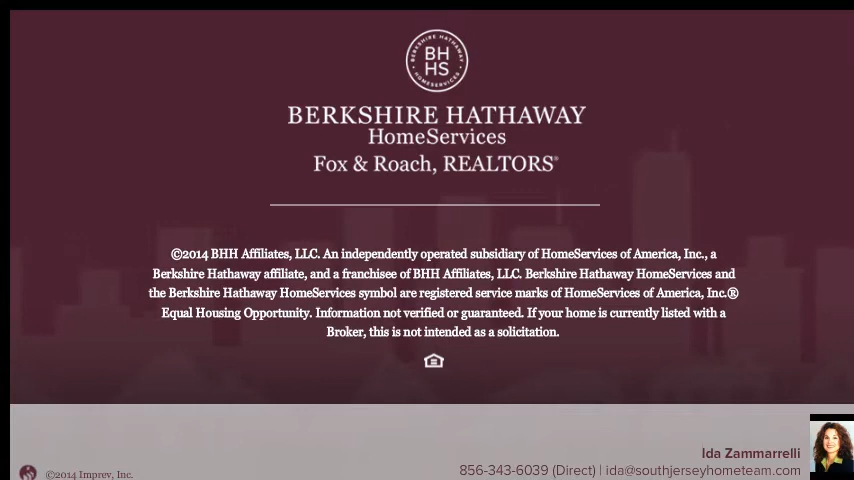 BERKSHIRE HATHAWAY
HOMESERVICES
BH
HS
BERKSHIRE HATHAWAY
HomeServices
Fox & Roach, REALTORS®
©2014 BHH Affiliates, LLC. An independently operated subsidiary of HomeServices of America, Inc., a
Berkshire Hathaway affiliate, and a franchisee of BHH Affiliates, LLC. Berkshire Hathaway HomeServices and
the Berkshire Hathaway HomeServices symbol are registered service marks of HomeServices of America, Inc.®
Equal Housing Opportunity. Information not verified or guaranteed. If your home is currently listed with a
Broker, this is not intended as a solicitation.
Ida Zammarrelli
856-343-6039 (Direct) | ida@southjerseyhometeam.com
©2014 Imprev, Inc.